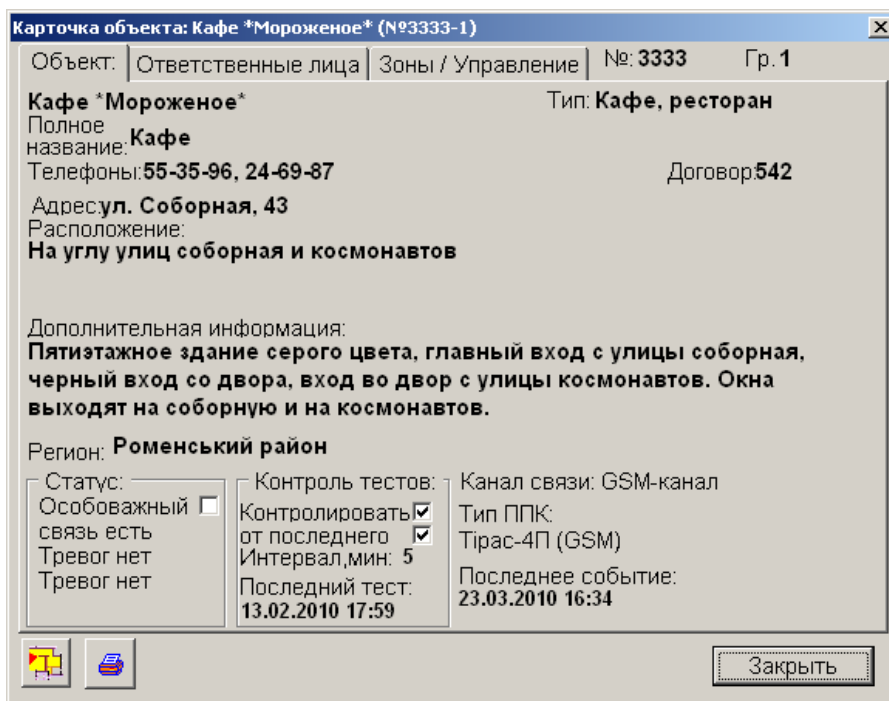 Карточка объекта: Кафе *Мороженое* (№3333-1)
Объект: Ответственные лица Зоны / Управление №: 3333 Гр. 1
Кафе *Мороженое* Тип: Кафе, ресторан
Полное
название: Кафе
Телефоны: 55-35-96, 24-69-87 Договор: 542
Адрес: ул. Соборная, 43
Расположение:
На углу улиц соборная и космонавтов
Дополнительная информация:
Пятиэтажное здание серого цвета, главный вход с улицы соборная,
черный вход со двора, вход во двор с улицы космонавтов. Окна
выходят на соборную и на космонавтов.
Регион: Роменський район
Статус:
Особоважный
связь есть
Тревог нет
Тревог нет
Контроль тестов:
Контролировать
от последнего
Интервал,мин: 5
Последний тест:
13.02.2010 17:59
Канал связи: GSM-канал
Тип ППК:
Тірас-4П (GSM)
Последнее событие:
23.03.2010 16:34
Закрыть